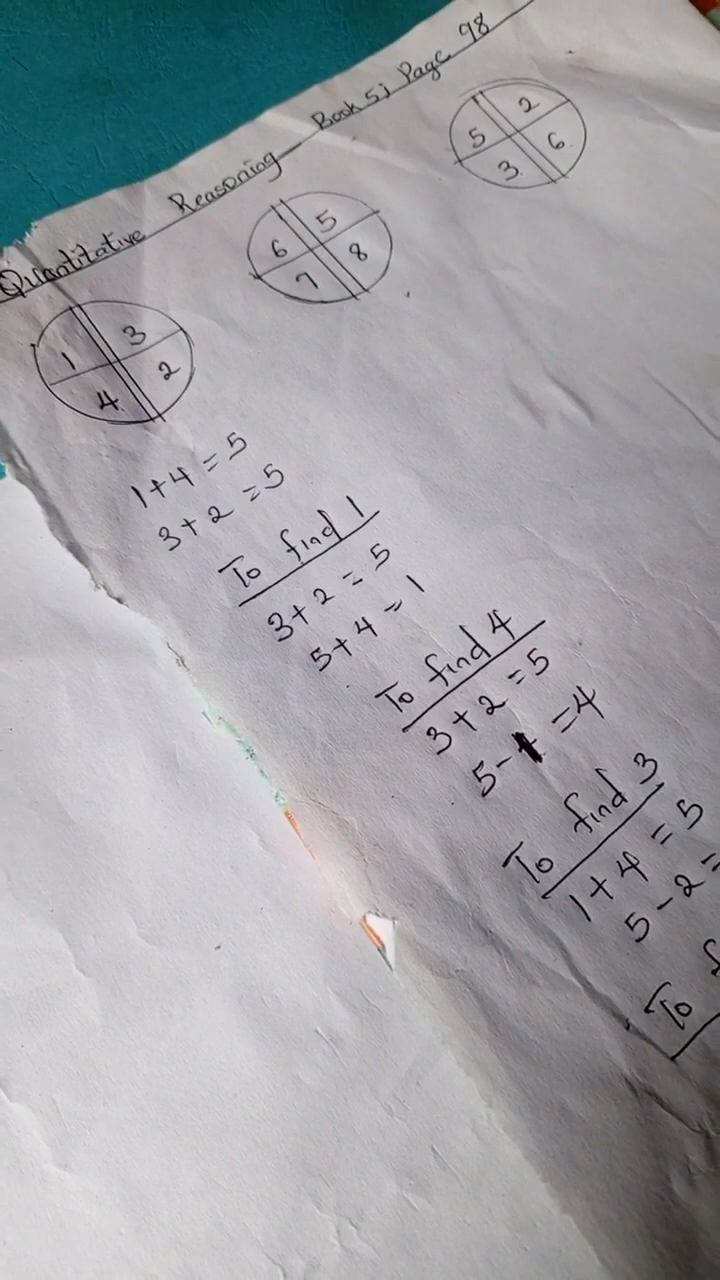 Quantitative Reasoning - Book 5; Page 98
1 3
4 2
6 5
7 8
5 2
3 6
1+4 = 5
3+2 = 5
To find 1
3+2 = 5
5+4 = 1
To find 4
3+2 = 5
5- = 4
To find 3
1+4 = 5
5-2 =
To f